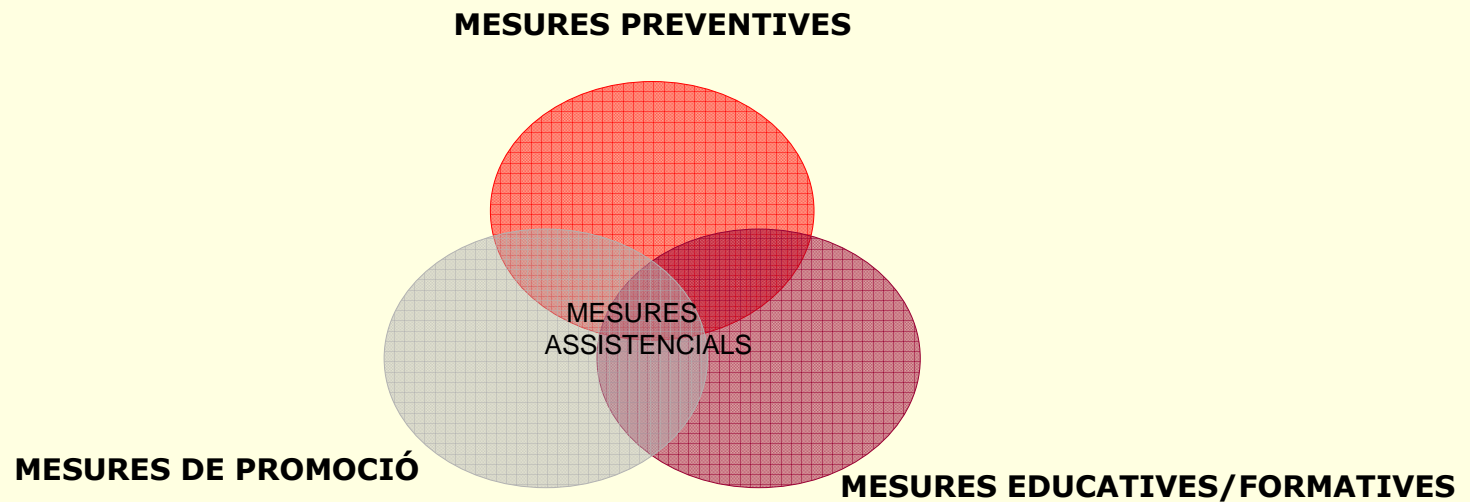 MESURES PREVENTIVES
MESURES
ASSISTENCIALS
MESURES DE PROMOCIÓ
MESURES EDUCATIVES/FORMATIVES